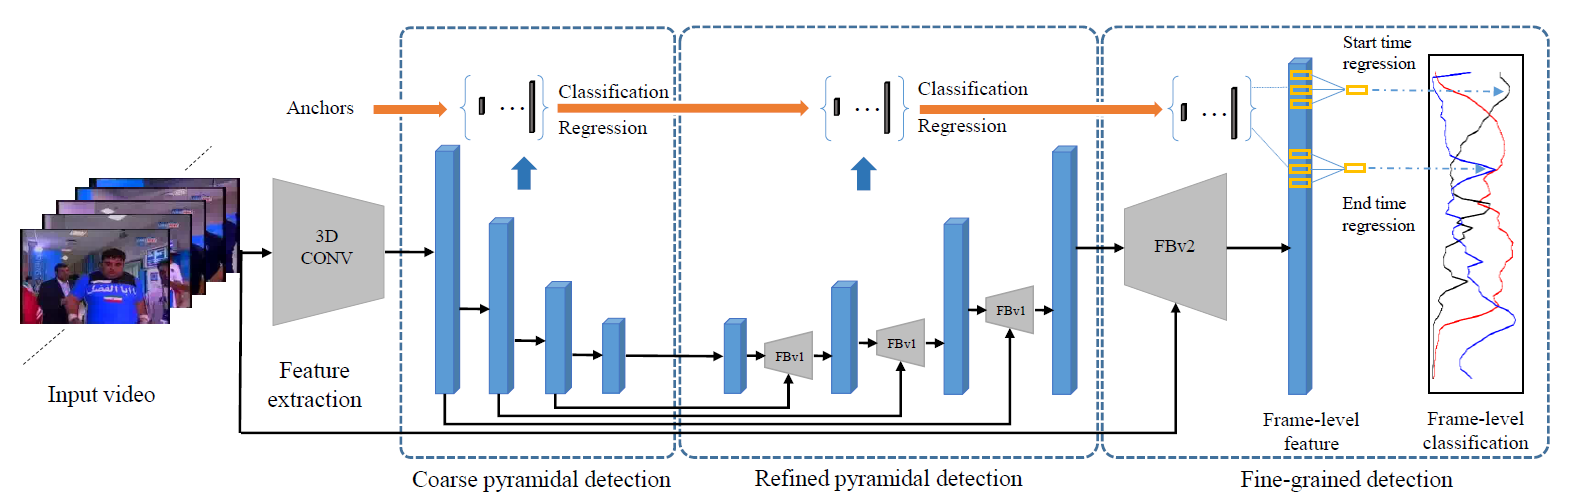 Anchors
Classification
Regression
Classification
Regression
Start time
regression
3D
CONV
FBv2
End time
regression
FBv1
FBv1
FBv1
Input video
Feature
extraction
Frame-level
feature
Frame-level
classification
Coarse pyramidal detection
Refined pyramidal detection
Fine-grained detection